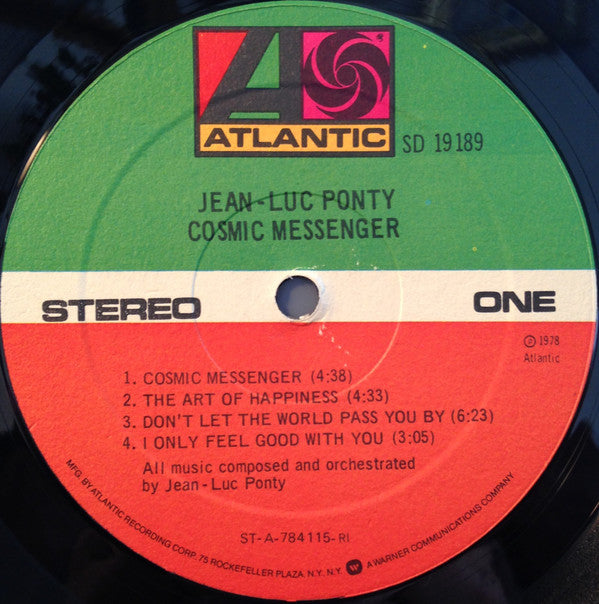 ATLANTIC
SD 19189
JEAN-LUC PONTY
COSMIC MESSENGER
STEREO
ONE
℗ 1978
Atlantic
1. COSMIC MESSENGER (4:38)
2. THE ART OF HAPPINESS (4:33)
3. DON'T LET THE WORLD PASS YOU BY (6:23)
4. I ONLY FEEL GOOD WITH YOU (3:05)
All music composed and orchestrated
by Jean-Luc Ponty
ST-A-784115-RI
MFG. BY ATLANTIC RECORDING CORP. 75 ROCKEFELLER PLAZA, N.Y. N.Y. A WARNER COMMUNICATIONS COMPANY